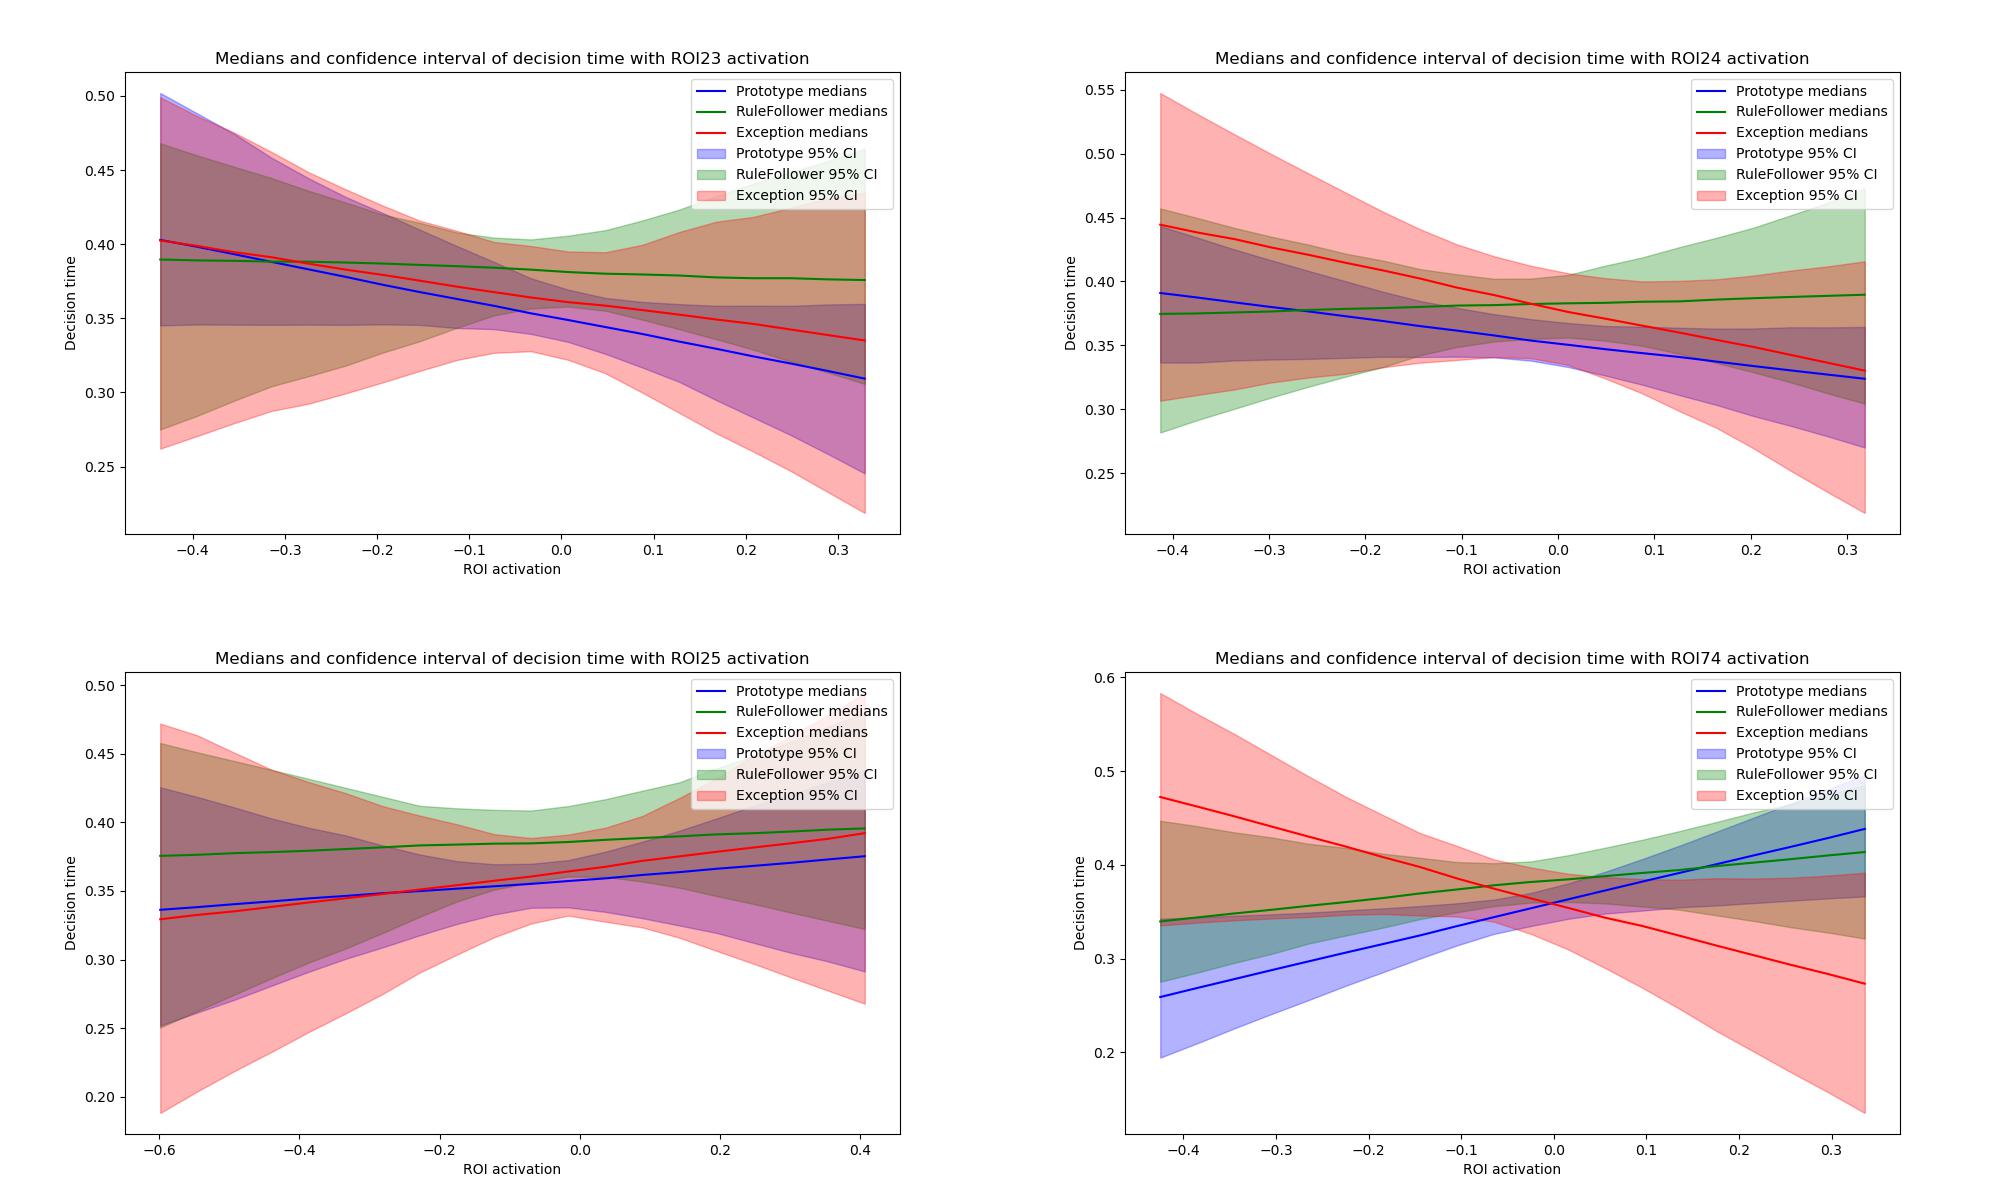 Medians and confidence interval of decision time with ROI23 activation
0.50
0.45
0.40
0.35
0.30
0.25
Decision time
Prototype medians
RuleFollower medians
Exception medians
Prototype 95% CI
RuleFollower 95% CI
Exception 95% CI
−0.4 −0.3 −0.2 −0.1 0.0 0.1 0.2 0.3
ROI activation
Medians and confidence interval of decision time with ROI24 activation
0.55
0.50
0.45
0.40
0.35
0.30
0.25
Decision time
Prototype medians
RuleFollower medians
Exception medians
Prototype 95% CI
RuleFollower 95% CI
Exception 95% CI
−0.4 −0.3 −0.2 −0.1 0.0 0.1 0.2 0.3
ROI activation
Medians and confidence interval of decision time with ROI25 activation
0.50
0.45
0.40
0.35
0.30
0.25
0.20
Decision time
Prototype medians
RuleFollower medians
Exception medians
Prototype 95% CI
RuleFollower 95% CI
Exception 95% CI
−0.6 −0.4 −0.2 0.0 0.2 0.4
ROI activation
Medians and confidence interval of decision time with ROI74 activation
0.6
0.5
0.4
0.3
0.2
Decision time
Prototype medians
RuleFollower medians
Exception medians
Prototype 95% CI
RuleFollower 95% CI
Exception 95% CI
−0.4 −0.3 −0.2 −0.1 0.0 0.1 0.2 0.3
ROI activation